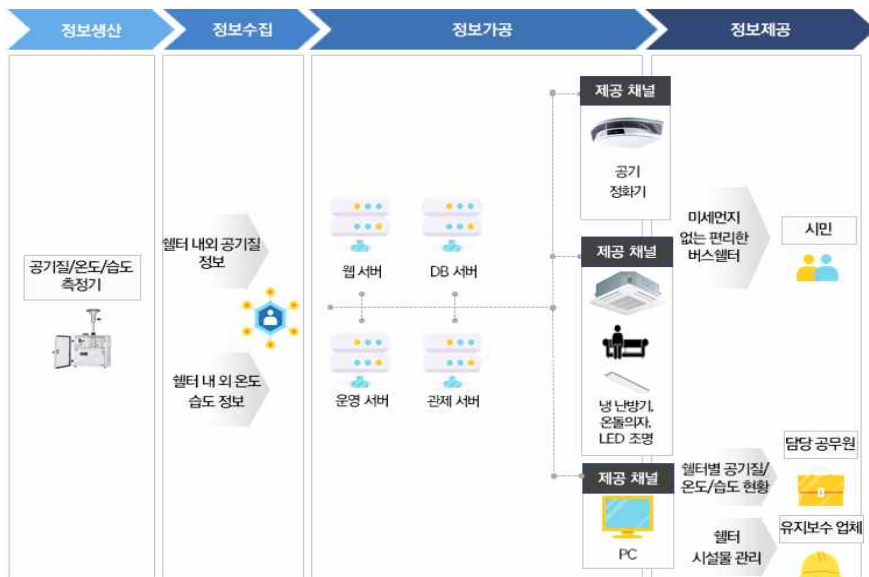 정보생산
정보수집
정보가공
정보제공
공기질/온도/습도
측정기
쉘터 내외 공기질
정보
쉘터 내 외 온도
습도 정보
웹 서버
DB 서버
운영 서버
관제 서버
제공 채널
공기
정화기
제공 채널
냉 난방기,
온돌의자,
LED 조명
제공 채널
PC
미세먼지
없는 편리한
버스쉘터
시민
쉘터별 공기질/
온도/습도 현황
담당 공무원
쉘터
시설물 관리
유지보수 업체